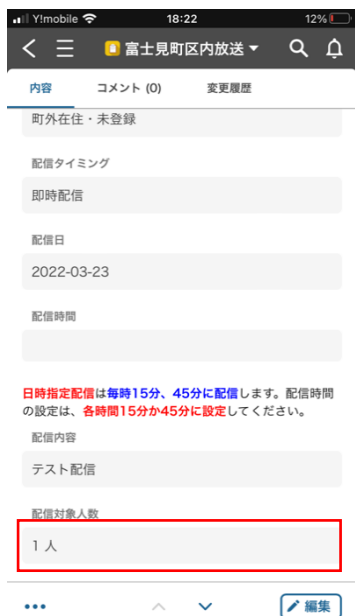 Y!mobile 18:22 12%
富士見町区内放送
内容 コメント (0) 変更履歴
町外在住・未登録
配信タイミング
即時配信
配信日
2022-03-23
配信時間
日時指定配信は毎時15分、45分に配信します。配信時間
の設定は、各時間15分か45分に設定してください。
配信内容
テスト配信
配信対象人数
1 人
編集